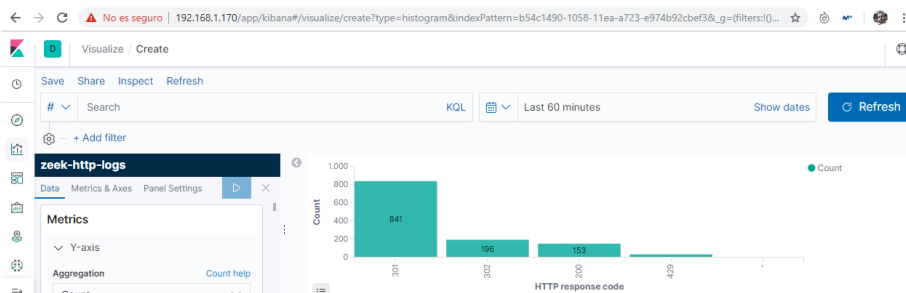 No es seguro | 192.168.1.170/app/kibana#/visualize/create?type=histogram&indexPattern=b54c1490-1058-11ea-a723-e974b92cbef3&_g=(filters:!()...
D Visualize / Create
Save Share Inspect Refresh
# Search KQL Last 60 minutes Show dates Refresh
+ Add filter
zeek-http-logs
Data Metrics & Axes Panel Settings
Metrics
Y-axis
Aggregation Count help
Count
1.000
800
600
400
200
0
Count
841
196
153
301
302
200
429
-
HTTP response code
Count